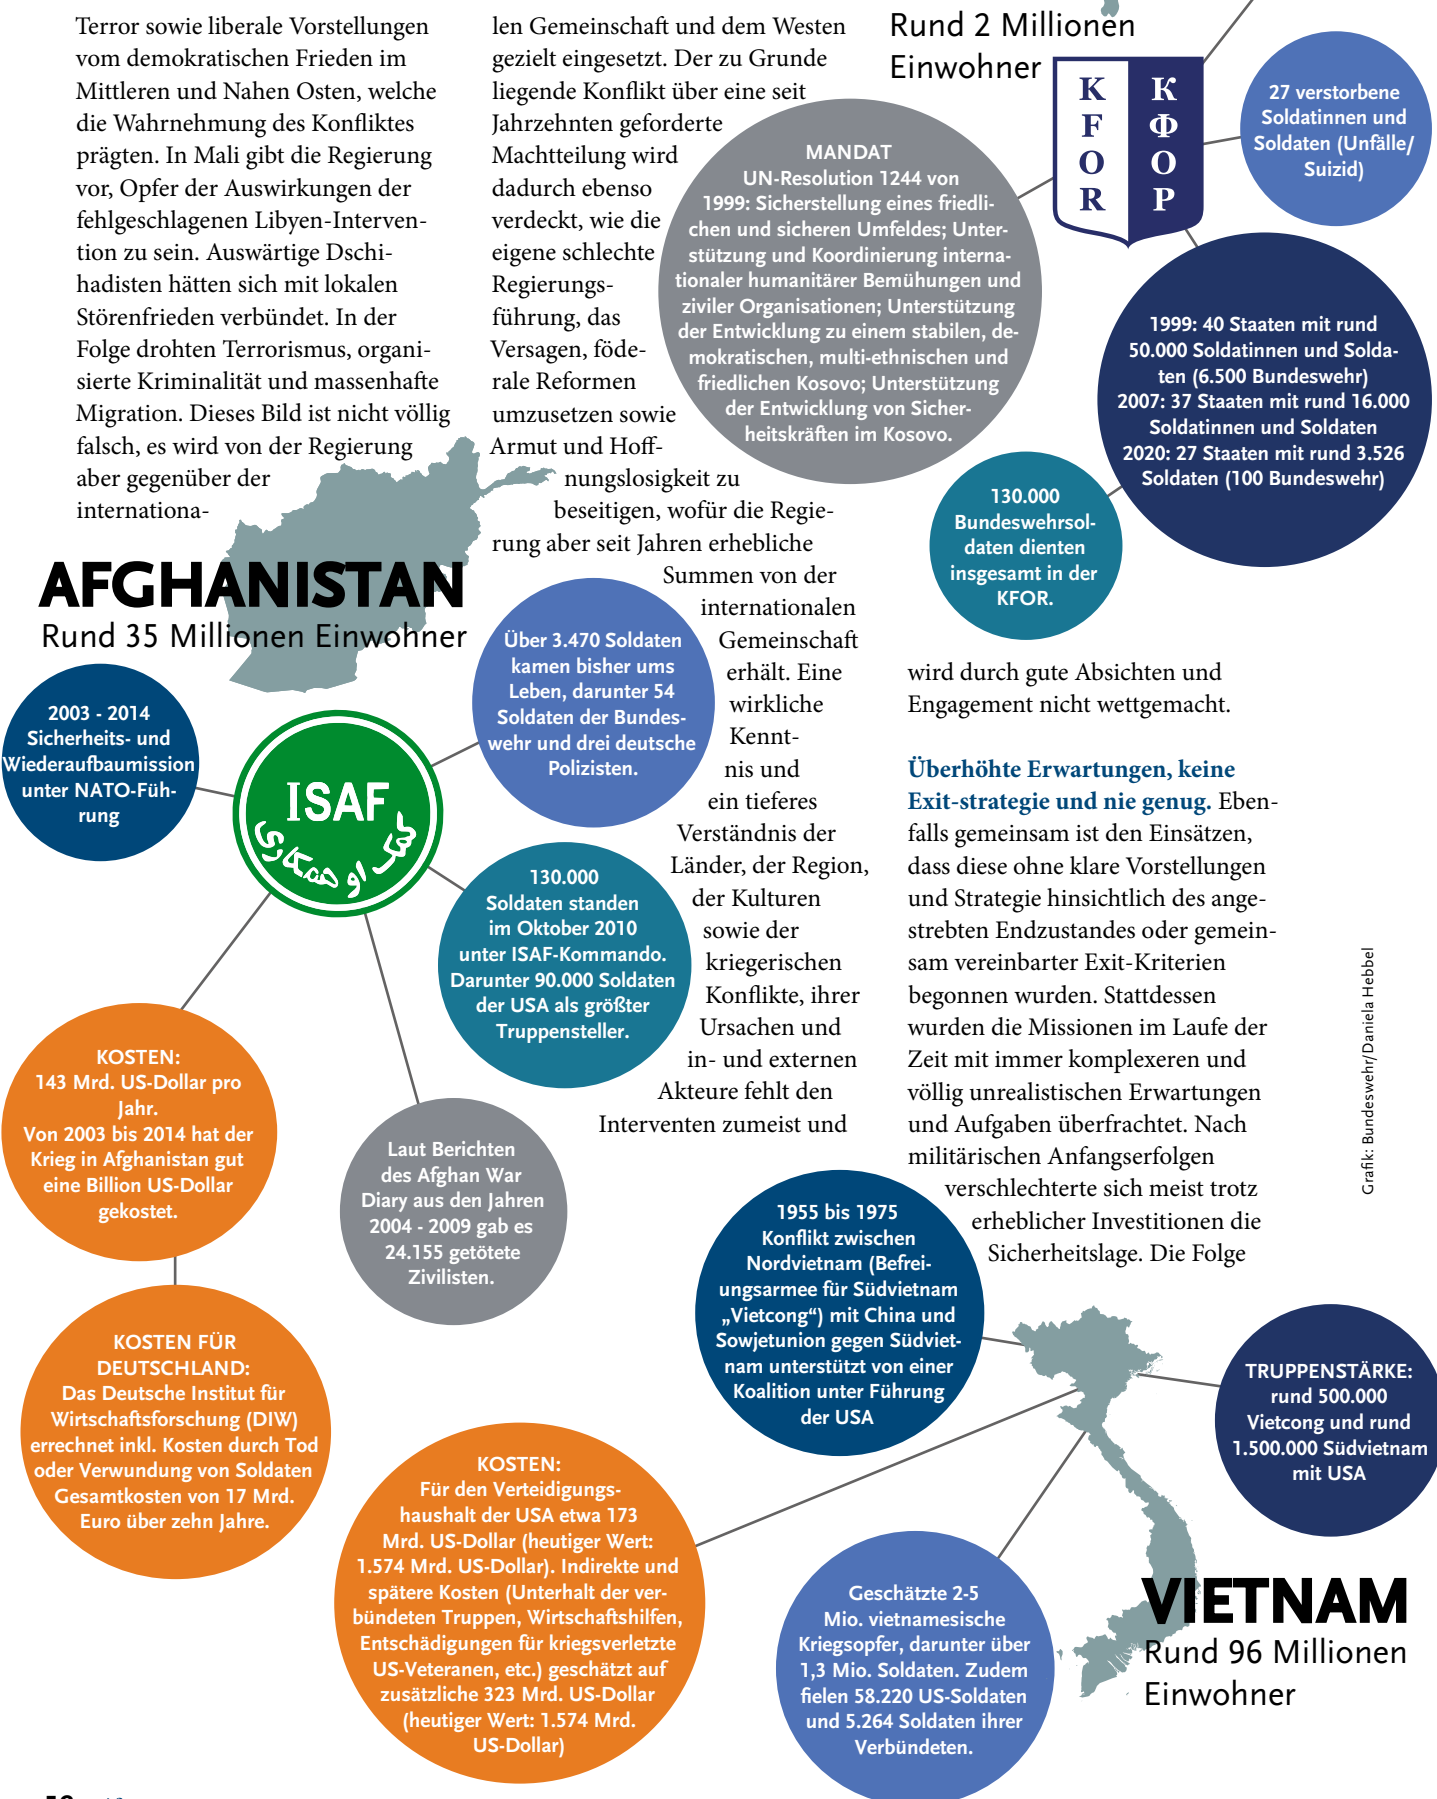 Terror sowie liberale Vorstellungen
vom demokratischen Frieden im
Mittleren und Nahen Osten, welche
die Wahrnehmung des Konfliktes
prägten. In Mali gibt die Regierung
vor, Opfer der Auswirkungen der
fehlgeschlagenen Libyen-Interven-
tion zu sein. Auswärtige Dschi-
hadisten hätten sich mit lokalen
Störenfrieden verbündet. In der
Folge drohten Terrorismus, organi-
sierte Kriminalität und massenhafte
Migration. Dieses Bild ist nicht völlig
falsch, es wird von der Regierung
aber gegenüber der
internationa-
len Gemeinschaft und dem Westen
gezielt eingesetzt. Der zu Grunde
liegende Konflikt über eine seit
Jahrzehnten geforderte
Machtteilung wird
dadurch ebenso
verdeckt, wie die
eigene schlechte
Regierungs-
führung, das
Versagen, föde-
rale Reformen
umzusetzen sowie
Armut und Hoff-
nungslosigkeit zu
beseitigen, wofür die Regie-
rung aber seit Jahren erhebliche
Summen von der
internationalen
Gemeinschaft
erhält. Eine
wirkliche
Kennt-
nis und
ein tieferes
Verständnis der
Länder, der Region,
der Kulturen
sowie der
kriegerischen
Konflikte, ihrer
Ursachen und
in- und externen
Akteure fehlt den
Interventen zumeist und
wird durch gute Absichten und
Engagement nicht wettgemacht.
Überhöhte Erwartungen, keine
Exit-strategie und nie genug. Eben-
falls gemeinsam ist den Einsätzen,
dass diese ohne klare Vorstellungen
und Strategie hinsichtlich des ange-
strebten Endzustandes oder gemein-
sam vereinbarter Exit-Kriterien
begonnen wurden. Stattdessen
wurden die Missionen im Laufe der
Zeit mit immer komplexeren und
völlig unrealistischen Erwartungen
und Aufgaben überfrachtet. Nach
militärischen Anfangserfolgen
verschlechterte sich meist trotz
erheblicher Investitionen die
Sicherheitslage. Die Folge
Rund 2 Millionen
Einwohner
K К
F Ф
O О
R Р
27 verstorbene
Soldatinnen und
Soldaten (Unfälle/
Suizid)
MANDAT
UN-Resolution 1244 von
1999: Sicherstellung eines friedli-
chen und sicheren Umfeldes; Unter-
stützung und Koordinierung interna-
tionaler humanitärer Bemühungen und
ziviler Organisationen; Unterstützung
der Entwicklung zu einem stabilen, de-
mokratischen, multi-ethnischen und
friedlichen Kosovo; Unterstützung
der Entwicklung von Sicher-
heitskräften im Kosovo.
1999: 40 Staaten mit rund
50.000 Soldatinnen und Solda-
ten (6.500 Bundeswehr)
2007: 37 Staaten mit rund 16.000
Soldatinnen und Soldaten
2020: 27 Staaten mit rund 3.526
Soldaten (100 Bundeswehr)
130.000
Bundeswehrsol-
daten dienten
insgesamt in der
KFOR.
AFGHANISTAN
Rund 35 Millionen Einwohner
2003 - 2014
Sicherheits- und
Wiederaufbaumission
unter NATO-Füh-
rung
ISAF
کمک او همکاری
Über 3.470 Soldaten
kamen bisher ums
Leben, darunter 54
Soldaten der Bundes-
wehr und drei deutsche
Polizisten.
130.000
Soldaten standen
im Oktober 2010
unter ISAF-Kommando.
Darunter 90.000 Soldaten
der USA als größter
Truppensteller.
KOSTEN:
143 Mrd. US-Dollar pro
Jahr.
Von 2003 bis 2014 hat der
Krieg in Afghanistan gut
eine Billion US-Dollar
gekostet.
Laut Berichten
des Afghan War
Diary aus den Jahren
2004 - 2009 gab es
24.155 getötete
Zivilisten.
KOSTEN FÜR
DEUTSCHLAND:
Das Deutsche Institut für
Wirtschaftsforschung (DIW)
errechnet inkl. Kosten durch Tod
oder Verwundung von Soldaten
Gesamtkosten von 17 Mrd.
Euro über zehn Jahre.
1955 bis 1975
Konflikt zwischen
Nordvietnam (Befrei-
ungsarmee für Südvietnam
„Vietcong“) mit China und
Sowjetunion gegen Südviet-
nam unterstützt von einer
Koalition unter Führung
der USA
TRUPPENSTÄRKE:
rund 500.000
Vietcong und rund
1.500.000 Südvietnam
mit USA
KOSTEN:
Für den Verteidigungs-
haushalt der USA etwa 173
Mrd. US-Dollar (heutiger Wert:
1.574 Mrd. US-Dollar). Indirekte und
spätere Kosten (Unterhalt der ver-
bündeten Truppen, Wirtschaftshilfen,
Entschädigungen für kriegsverletzte
US-Veteranen, etc.) geschätzt auf
zusätzliche 323 Mrd. US-Dollar
(heutiger Wert: 1.574 Mrd.
US-Dollar)
Geschätzte 2-5
Mio. vietnamesische
Kriegsopfer, darunter über
1,3 Mio. Soldaten. Zudem
fielen 58.220 US-Soldaten
und 5.264 Soldaten ihrer
Verbündeten.
VIETNAM
Rund 96 Millionen
Einwohner
Grafik: Bundeswehr/Daniela Hebbel